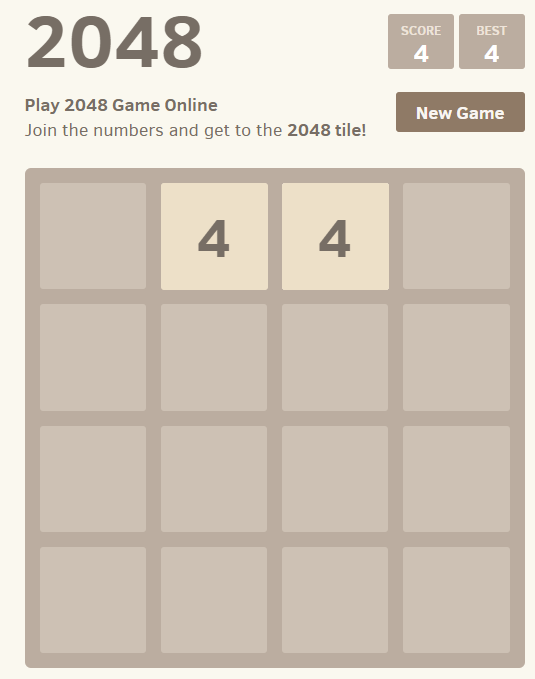 2048
SCORE
4
BEST
4
Play 2048 Game Online
Join the numbers and get to the 2048 tile!
New Game
4 4